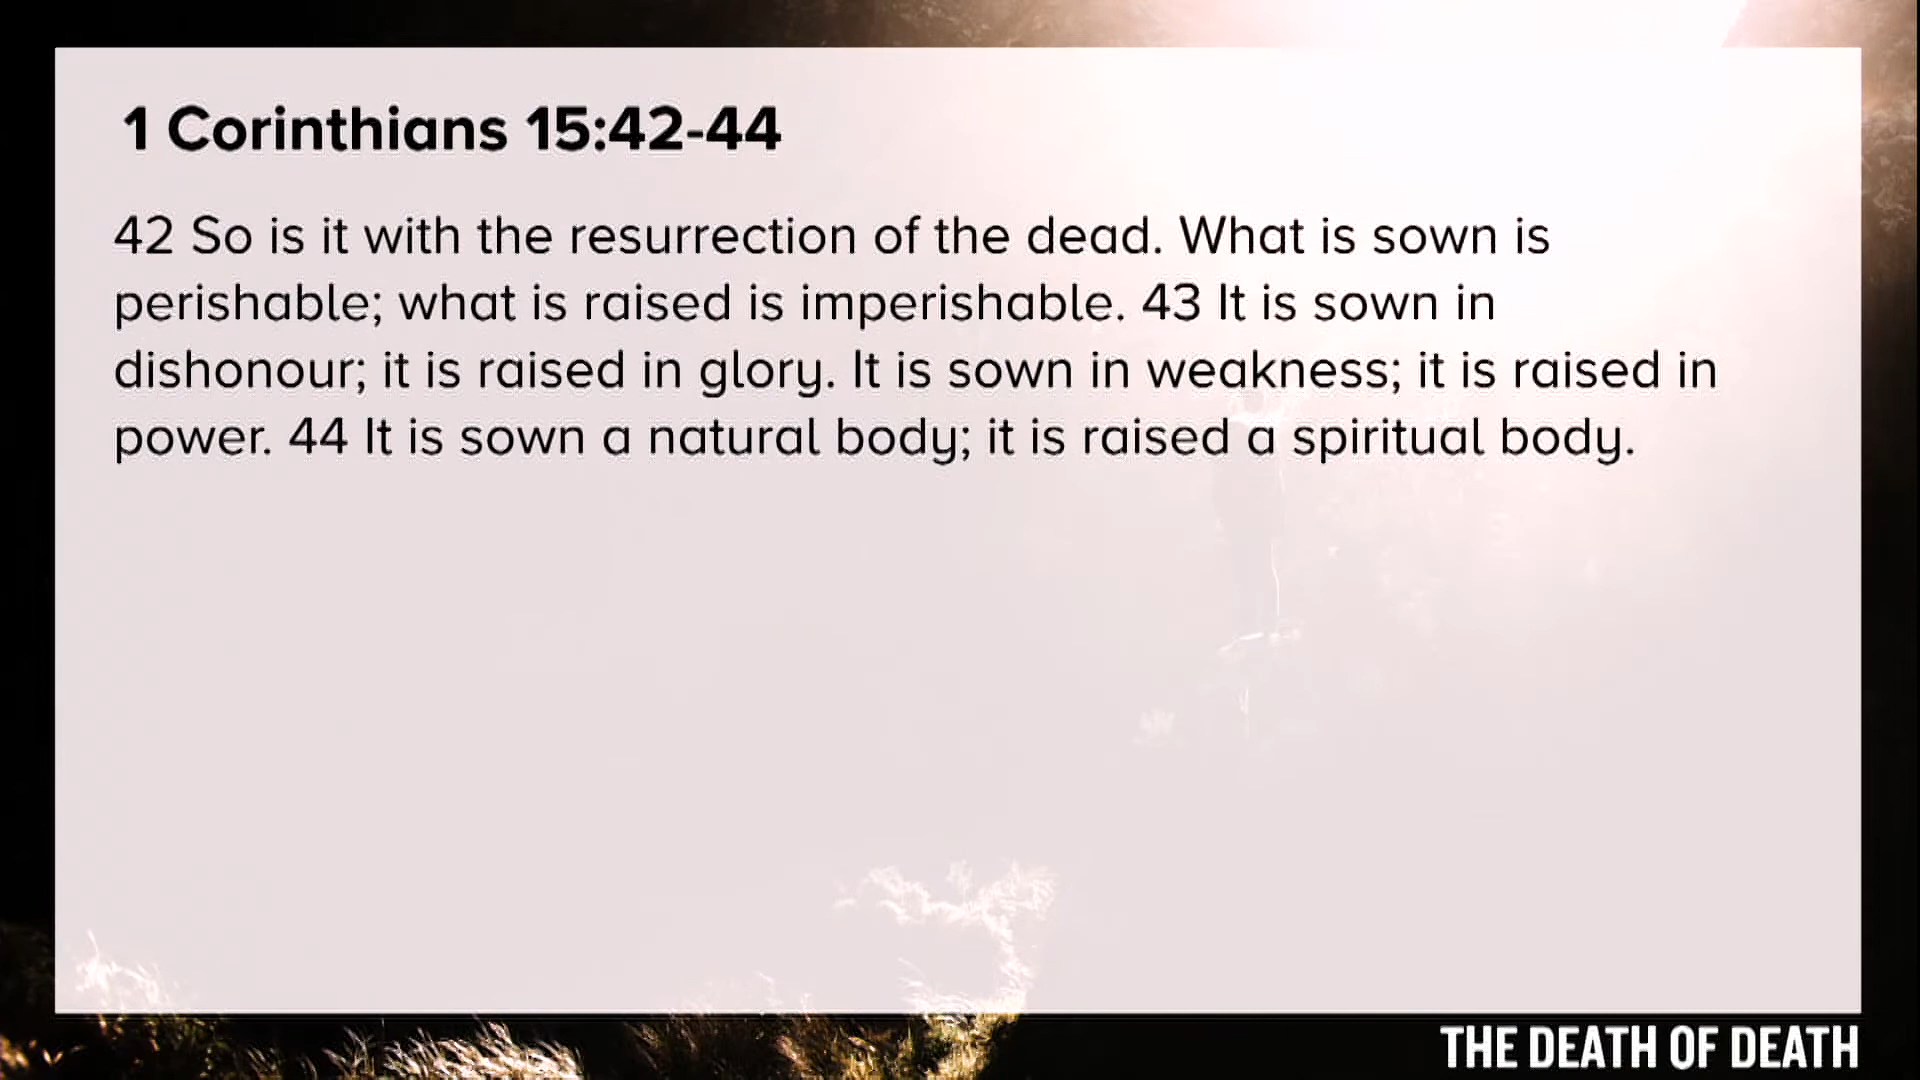 1 Corinthians 15:42-44
42 So is it with the resurrection of the dead. What is sown is
perishable; what is raised is imperishable. 43 It is sown in
dishonour; it is raised in glory. It is sown in weakness; it is raised in
power. 44 It is sown a natural body; it is raised a spiritual body.
THE DEATH OF DEATH